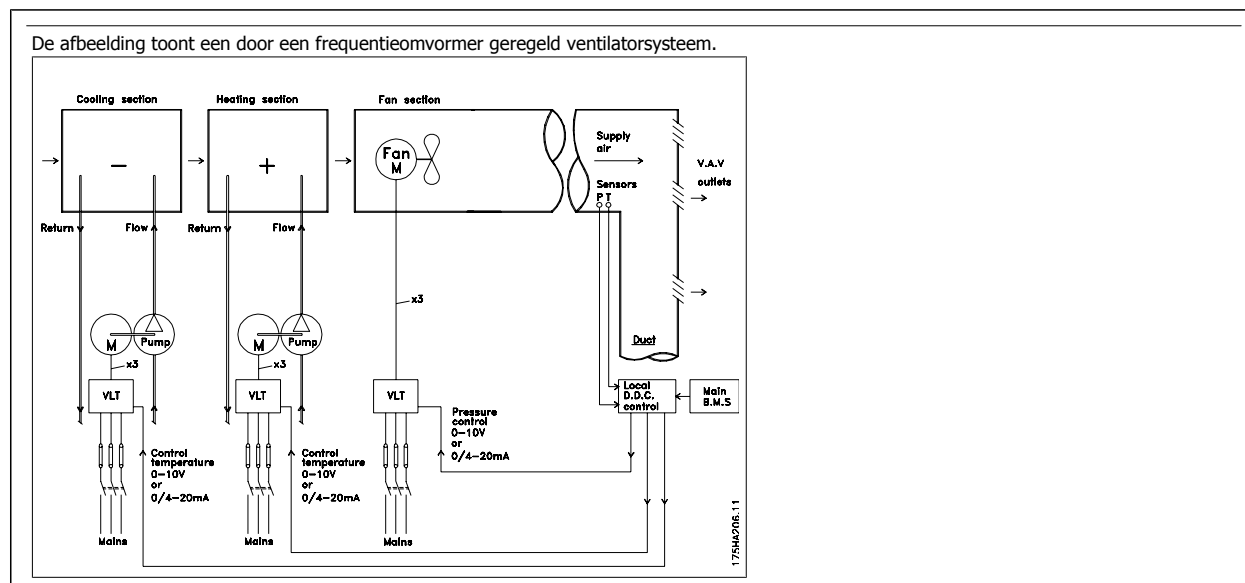 De afbeelding toont een door een frequentieomvormer geregeld ventilatorsysteem.
Cooling section
Heating section
Fan section
-
+
Fan
M
Supply
air
Sensors
P T
V.A.V
outlets
Return
Flow
Return
Flow
x3
M
Pump
M
Pump
Duct
x3
x3
VLT
VLT
VLT
Local
D.D.C.
control
Main
B.M.S
Pressure
control
0-10V
or
0/4-20mA
Control
temperature
0-10V
or
0/4-20mA
Control
temperature
0-10V
or
0/4-20mA
Mains
Mains
Mains
175HA206.11